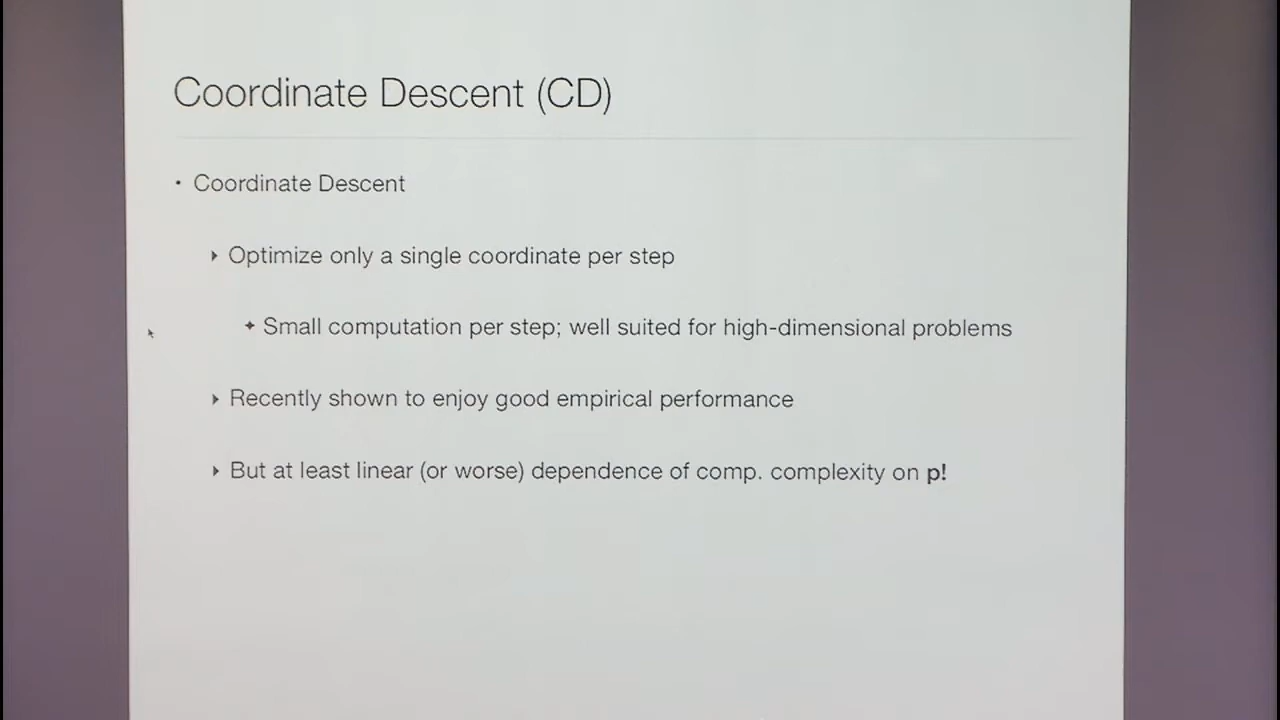 Coordinate Descent (CD)
• Coordinate Descent
‣ Optimize only a single coordinate per step
✦ Small computation per step; well suited for high-dimensional problems
‣ Recently shown to enjoy good empirical performance
‣ But at least linear (or worse) dependence of comp. complexity on p!